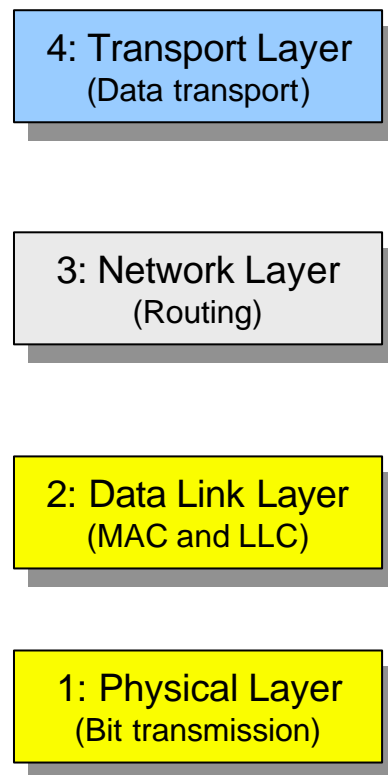 4: Transport Layer
(Data transport)
3: Network Layer
(Routing)
2: Data Link Layer
(MAC and LLC)
1: Physical Layer
(Bit transmission)